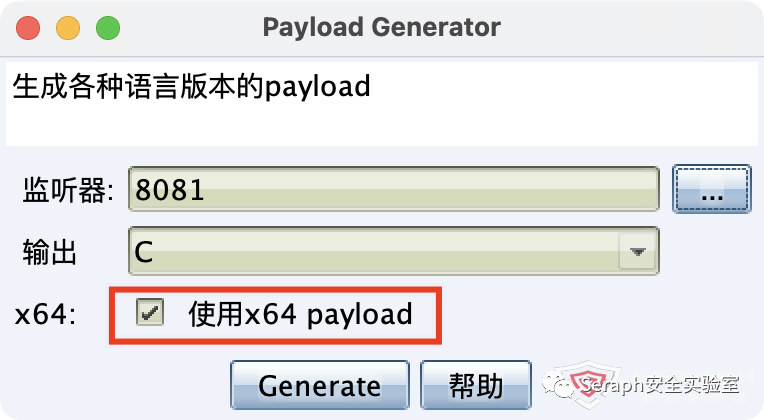 Payload Generator
生成各种语言版本的payload
监听器: 8081 ...
输出 C
x64: 使用x64 payload
Generate 帮助
Seraph安全实验室